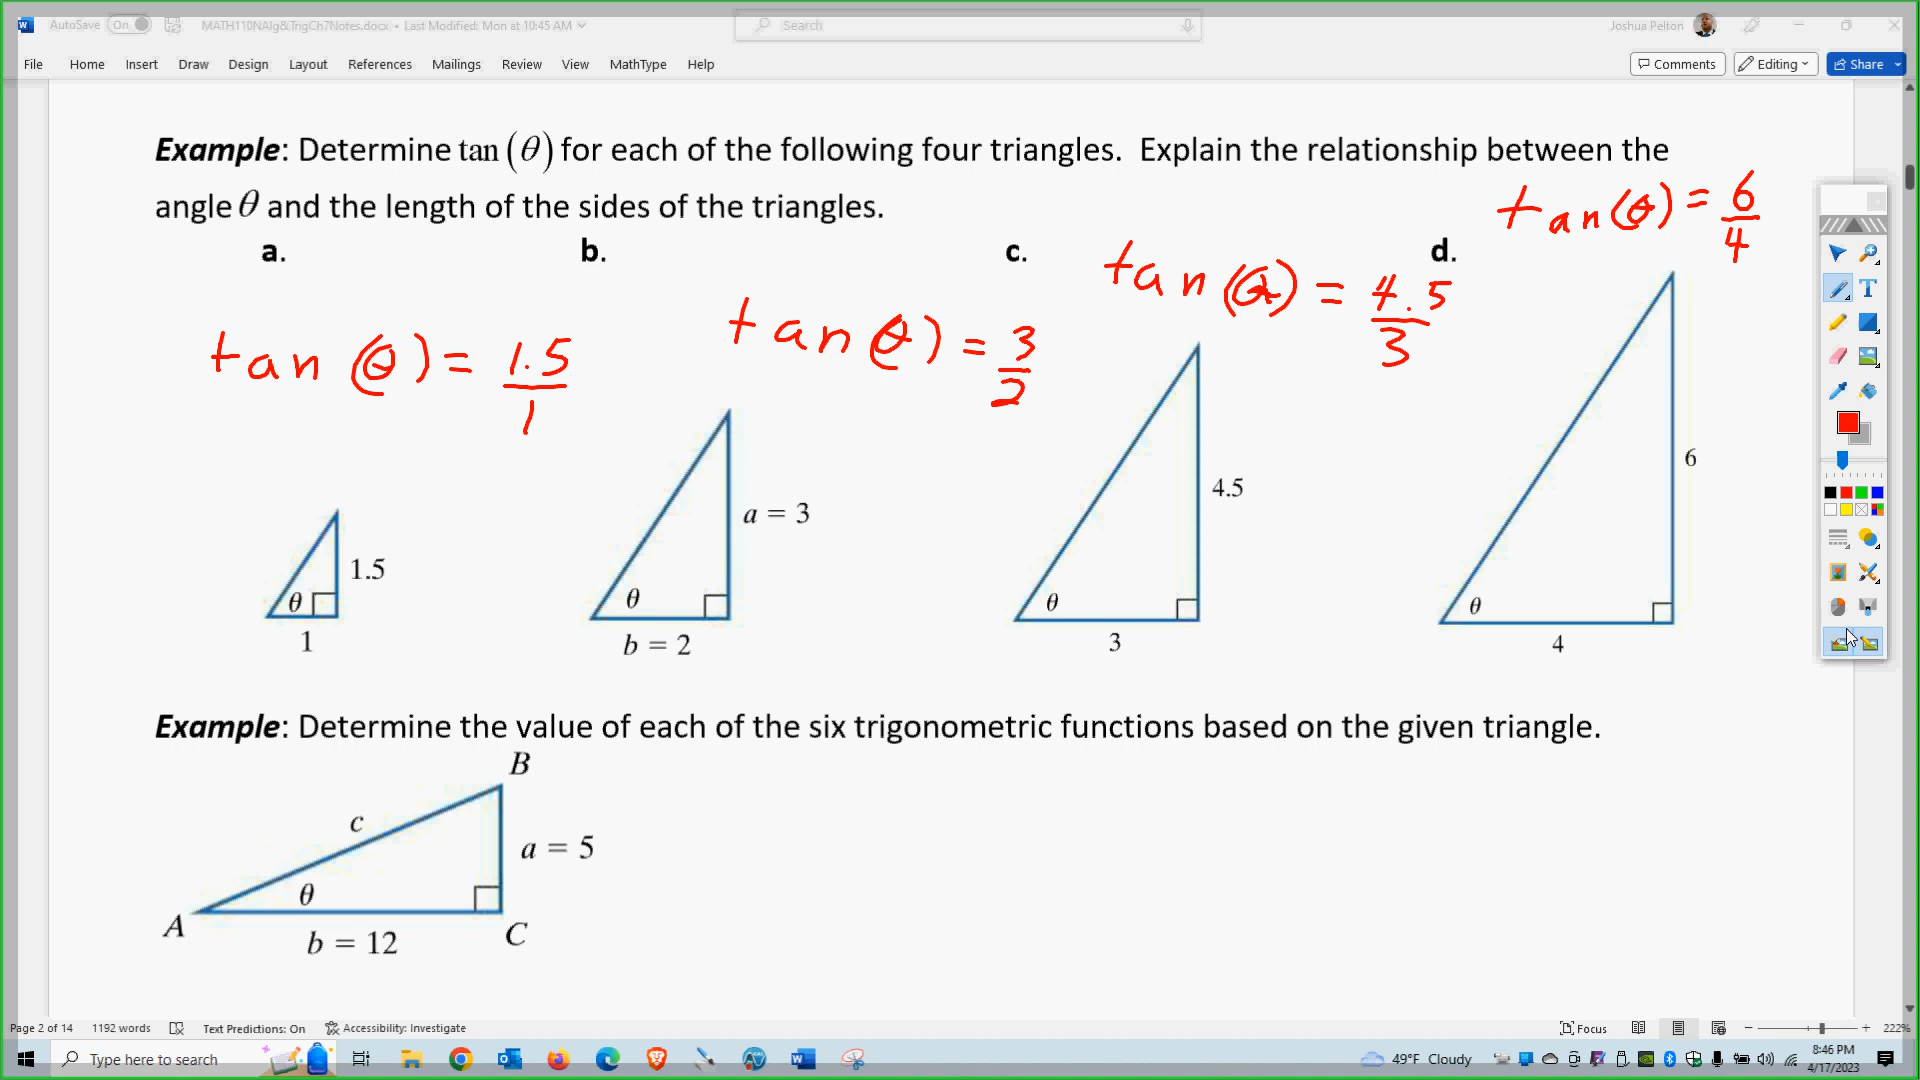 AutoSave On MATH110NAlg&TrigCh7Notes.docx • Last Modified: Mon at 10:45 AM Search Joshua Pelton
File Home Insert Draw Design Layout References Mailings Review View MathType Help Comments Editing Share
Example: Determine tan(θ) for each of the following four triangles. Explain the relationship between the
angle θ and the length of the sides of the triangles.
a. b. c. d.
tan(θ) = 1.5/1
tan(θ) = 3/2
tan(θ) = 4.5/3
tan(θ) = 6/4
1.5
θ
1
a = 3
θ
b = 2
4.5
θ
3
6
θ
4
Example: Determine the value of each of the six trigonometric functions based on the given triangle.
B
c
a = 5
θ
A
C
b = 12
Page 2 of 14 1192 words Text Predictions: On Accessibility: Investigate Focus 222%
Type here to search 49°F Cloudy 8:46 PM
4/17/2023